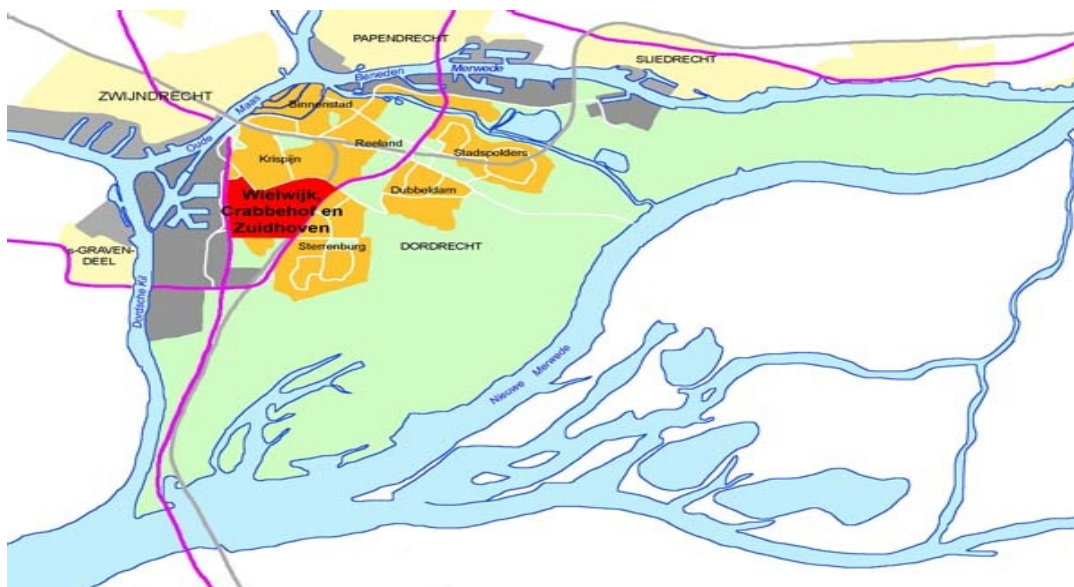 PAPENDRECHT
SLIEDRECHT
Beneden Merwede
ZWIJNDRECHT
Binnenstad
Oude Maas
Reeland
Stadspolders
Krispijn
Dubbeldam
Wielwijk,
Crabbehof en
Zuidhoven
Sterrenburg
DORDRECHT
's-GRAVEN-
DEEL
Dordsche Kil
Nieuwe Merwede